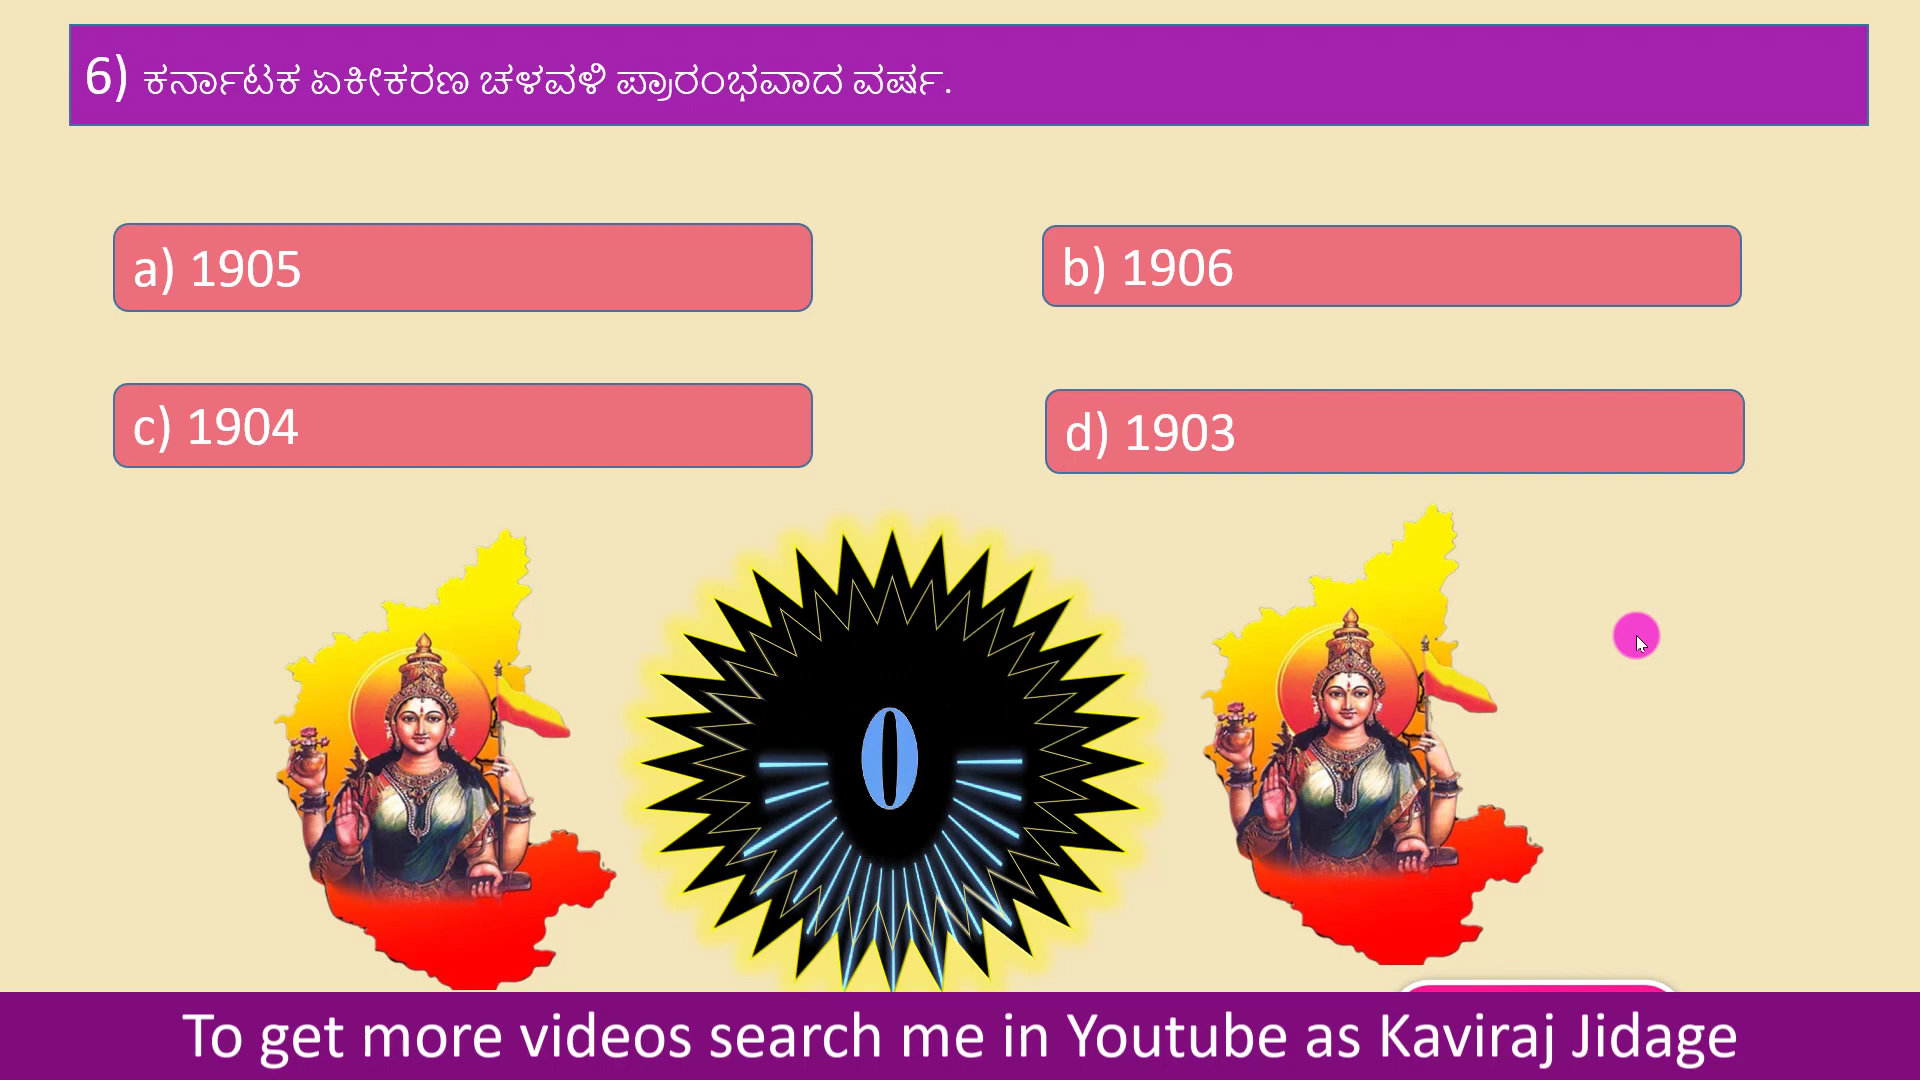 6) ಕರ್ನಾಟಕ ಏಕೀಕರಣ ಚಳವಳಿ ಪ್ರಾರಂಭವಾದ ವರ್ಷ.
a) 1905
b) 1906
c) 1904
d) 1903
0
To get more videos search me in Youtube as Kaviraj Jidage